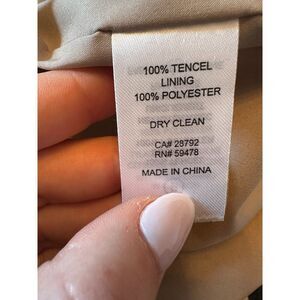 100% TENCEL
LINING
100% POLYESTER
DRY CLEAN
CA# 28792
RN# 59478
MADE IN CHINA